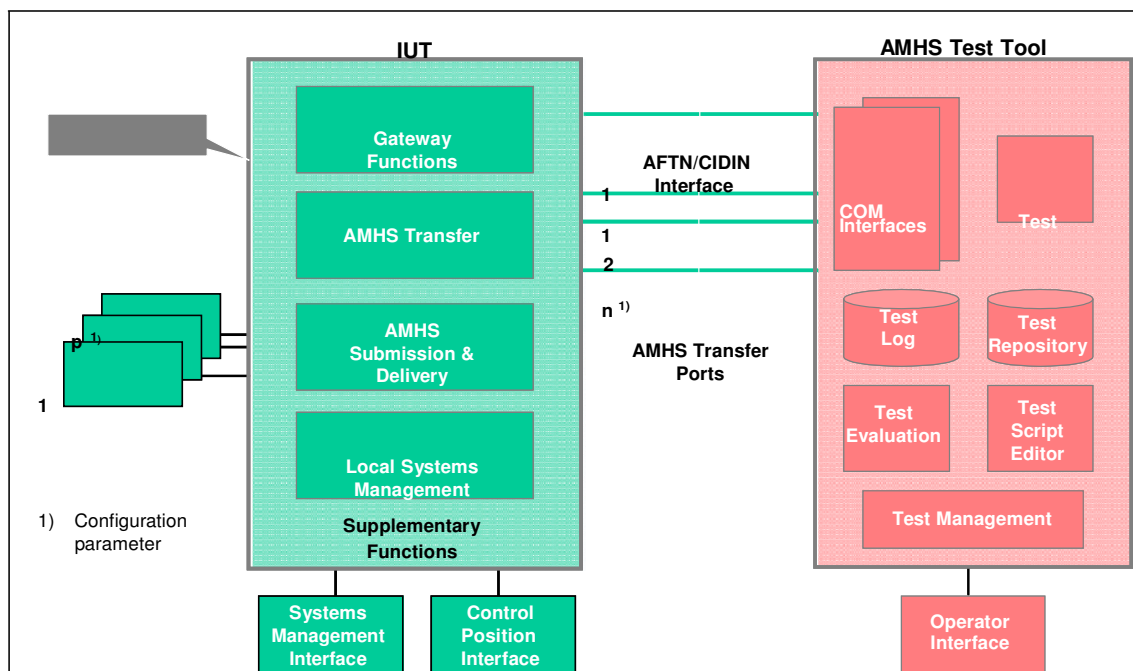 IUT
AMHS Test Tool
Gateway
Functions
AFTN/CIDIN
Interface
1
COM
Interfaces
Test
AMHS Transfer
1
2
n 1)
AMHS Transfer
Ports
p 1)
1
AMHS
Submission &
Delivery
Test
Log
Test
Repository
Test
Evaluation
Test
Script
Editor
Local Systems
Management
Test Management
1) Configuration
parameter
Supplementary
Functions
Systems
Management
Interface
Control
Position
Interface
Operator
Interface